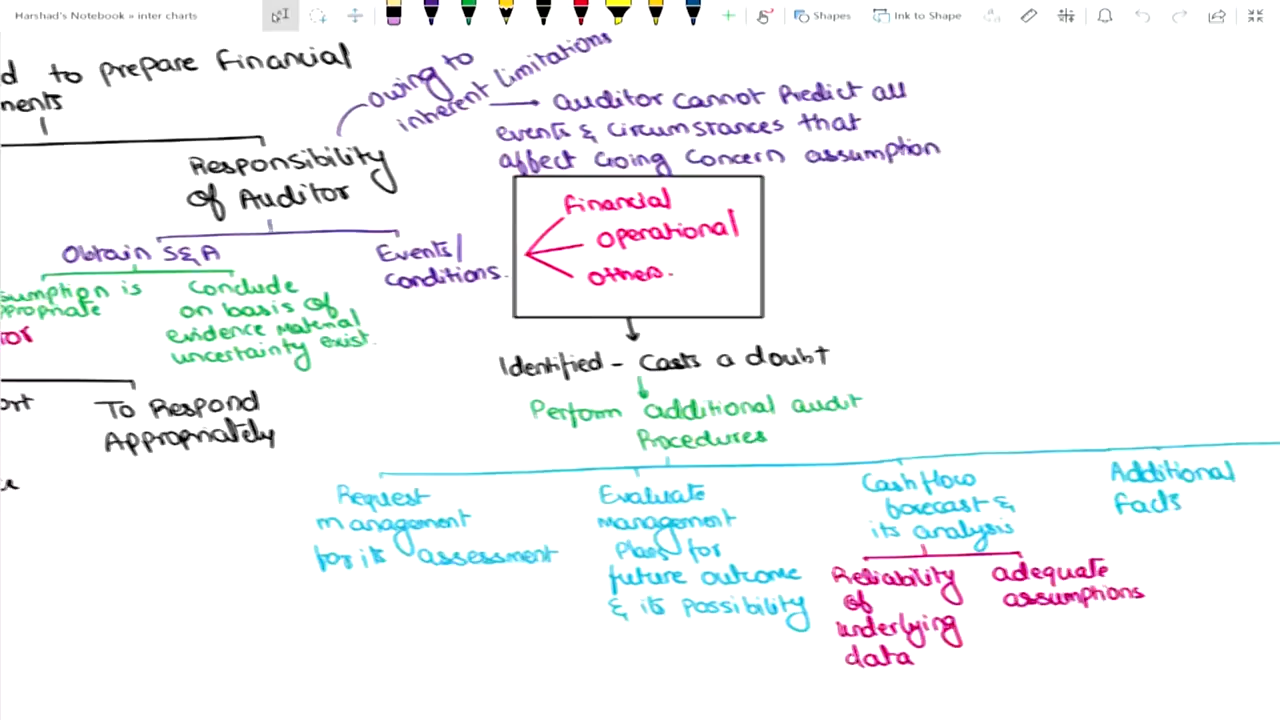 Harshad's Notebook » inter charts
Shapes
Ink to Shape
d to prepare Financial
nents
owing to
inherent limitations
Auditor cannot Predict all
events & Circumstances that
affect Going Concern assumption
Responsibility
of Auditor
Obtain S&A
Events/
conditions.
Financial
operational
others.
sumption is
ppropriate
ror
Conclude
on basis of
evidence material
uncertainty exist.
Identified - Casts a doubt
Perform additional audit
Procedures
ort
To Respond
Appropriately
Request
management
for its assessment
Evaluate
management
Plans for
future outcome
& its possibility
Cashflow
forecast &
its analysis
Additional
facts
Reliability
of
underlying
data
adequate
assumptions